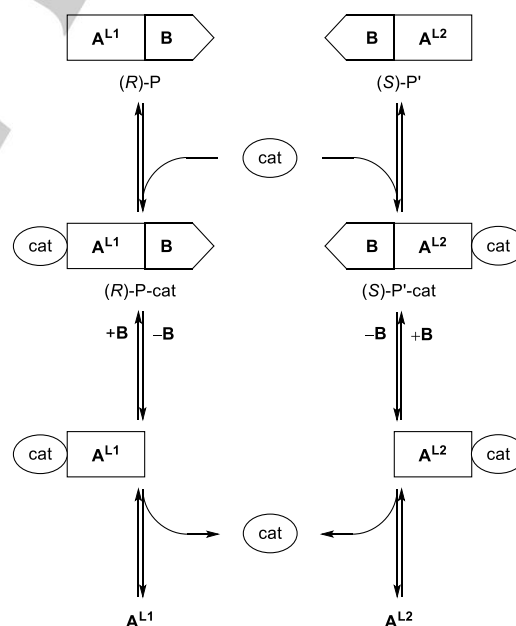 A^L1 B B A^L2
(R)-P (S)-P'
cat
cat A^L1 B B A^L2 cat
(R)-P-cat (S)-P'-cat
+B –B –B +B
cat A^L1 A^L2 cat
cat
A^L1 A^L2